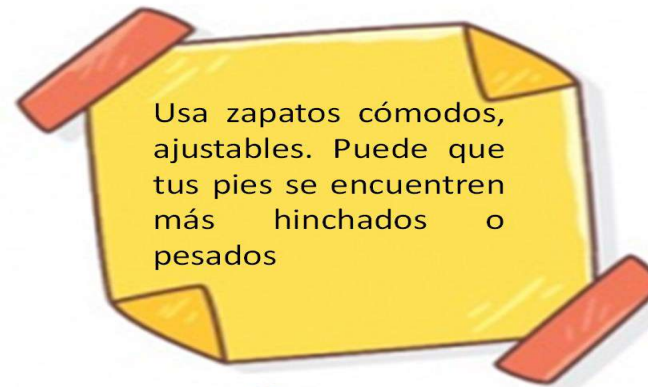 Usa zapatos cómodos,
ajustables. Puede que
tus pies se encuentren
más hinchados o
pesados